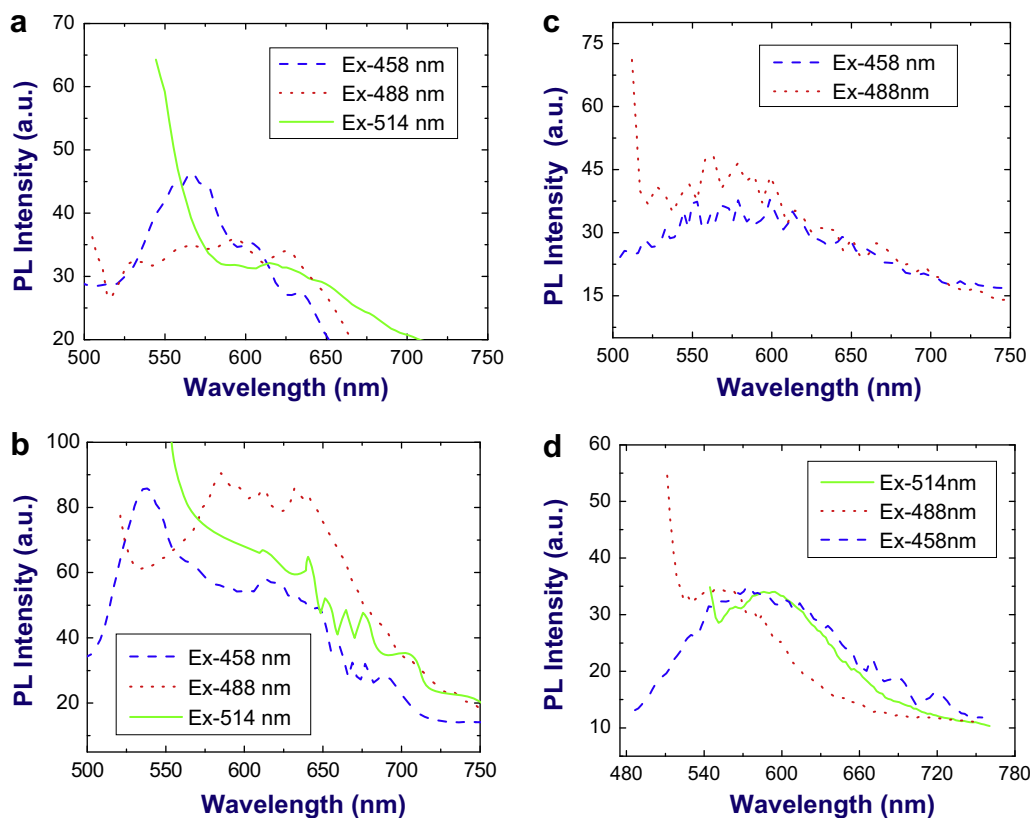 a
PL Intensity (a.u.)
70
60
50
40
30
20
500 550 600 650 700 750
Wavelength (nm)
Ex-458 nm
Ex-488 nm
Ex-514 nm
c
PL Intensity (a.u.)
75
60
45
30
15
500 550 600 650 700 750
Wavelength (nm)
Ex-458 nm
Ex-488nm
b
PL Intensity (a.u.)
100
80
60
40
20
500 550 600 650 700 750
Wavelength (nm)
Ex-458 nm
Ex-488 nm
Ex-514 nm
d
PL Intensity (a.u.)
60
50
40
30
20
10
480 540 600 660 720 780
Wavelength (nm)
Ex-514nm
Ex-488nm
Ex-458nm